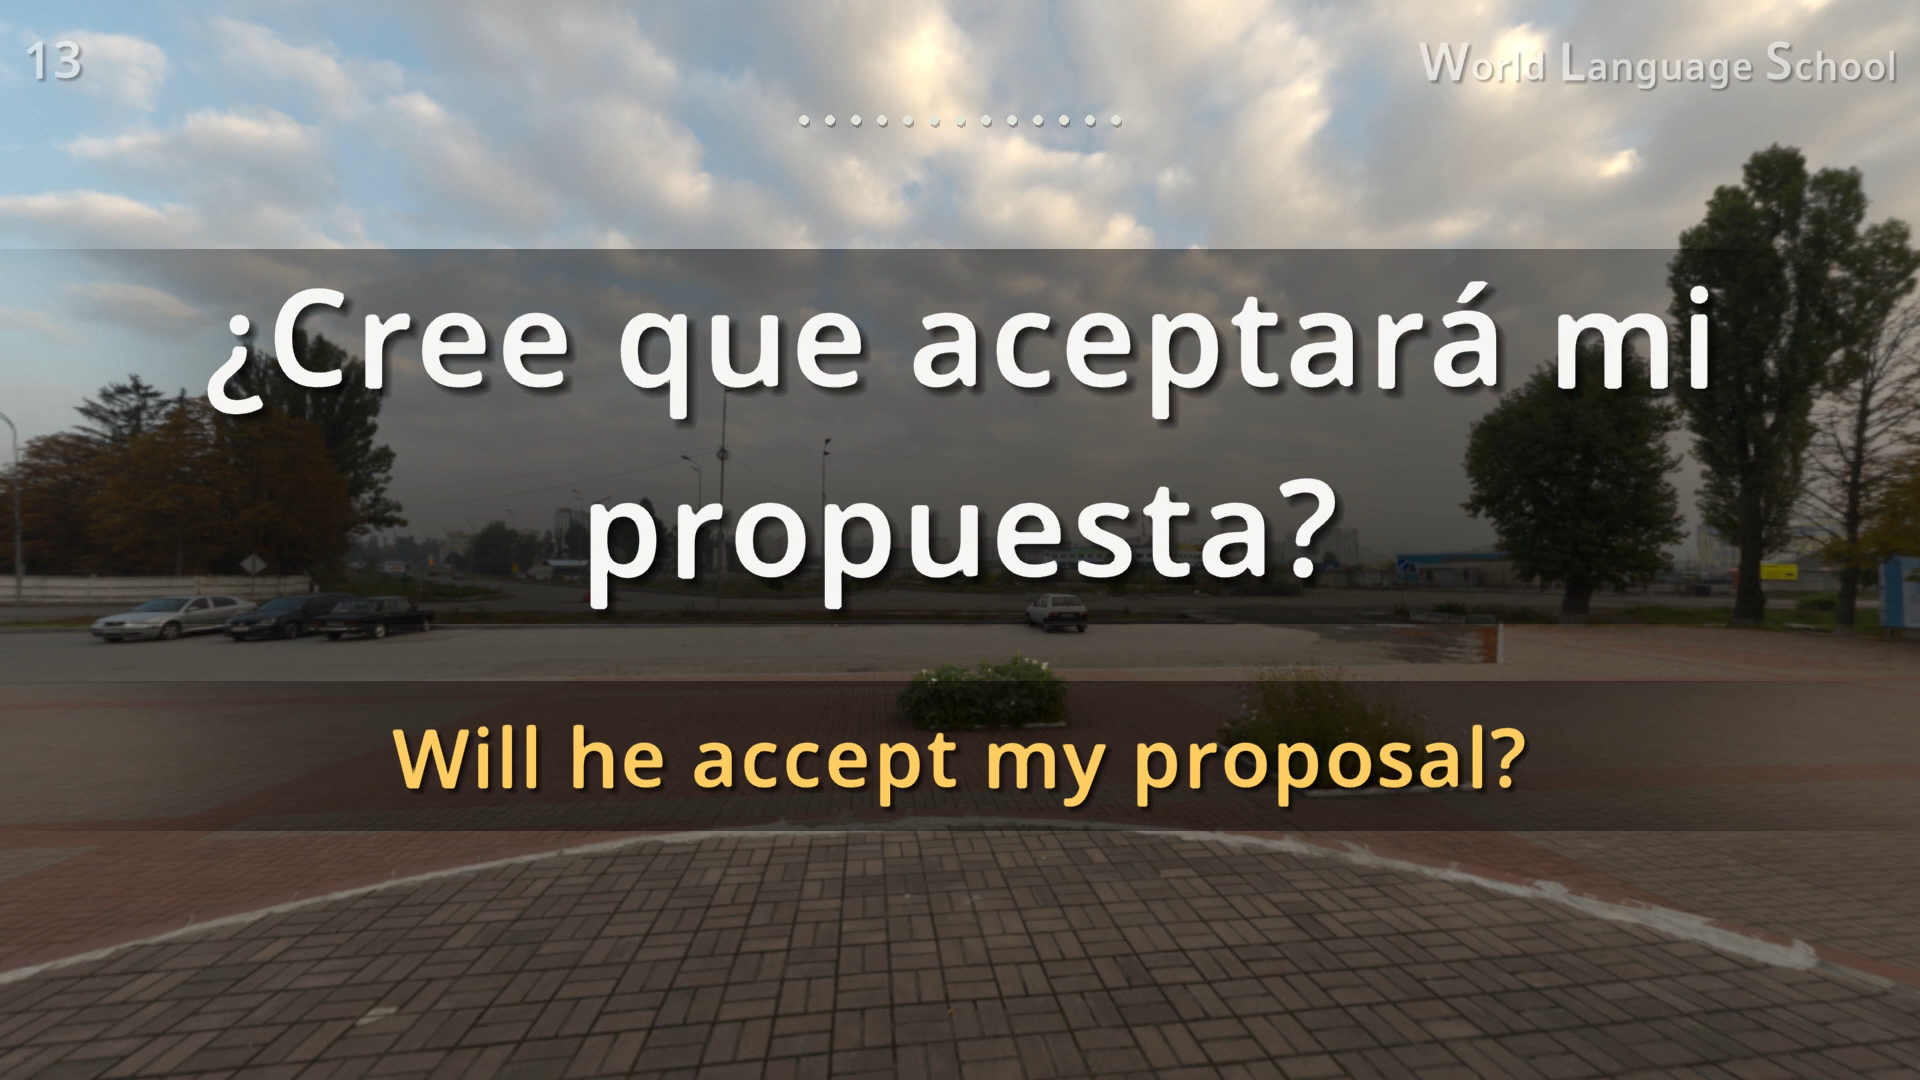 13
World Language School
¿Cree que aceptará mi
propuesta?
Will he accept my proposal?